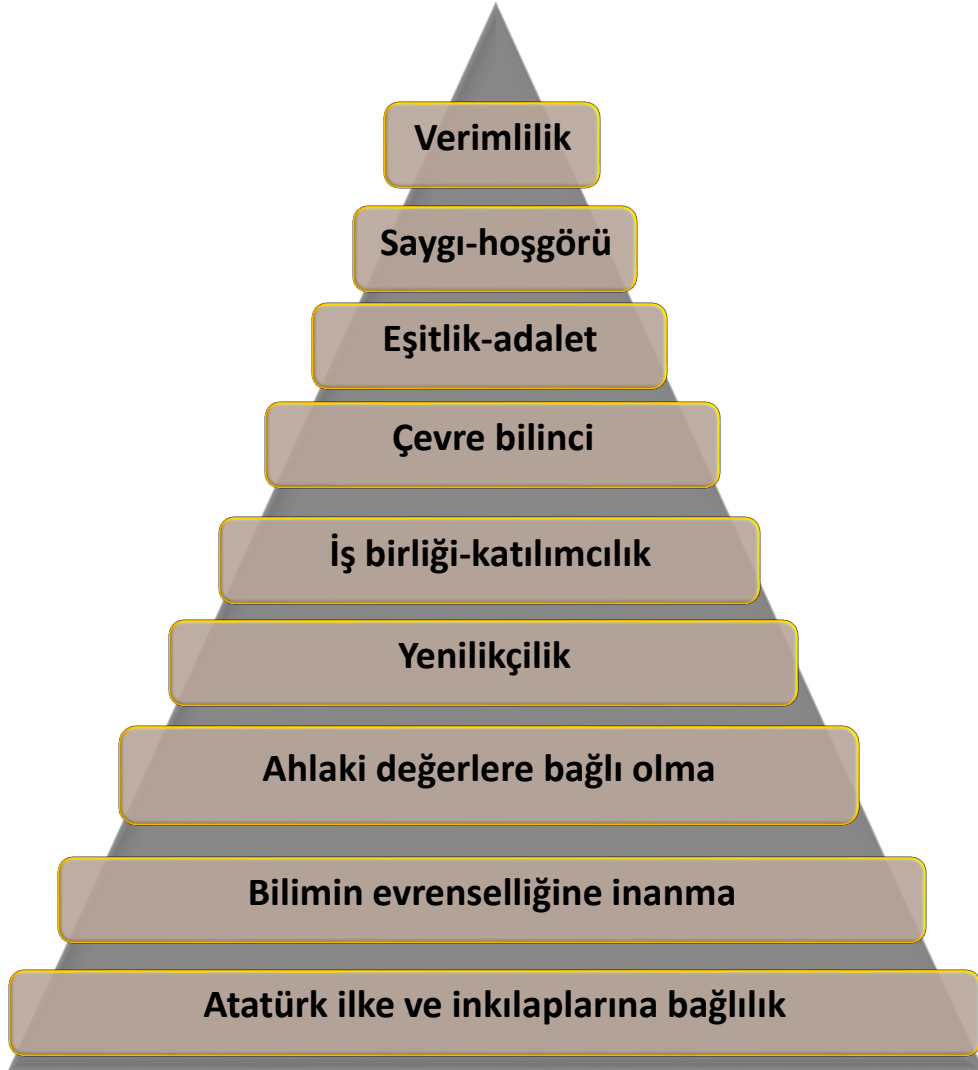 Verimlilik
Saygı-hoşgörü
Eşitlik-adalet
Çevre bilinci
İş birliği-katılımcılık
Yenilikçilik
Ahlaki değerlere bağlı olma
Bilimin evrenselliğine inanma
Atatürk ilke ve inkılaplarına bağlılık